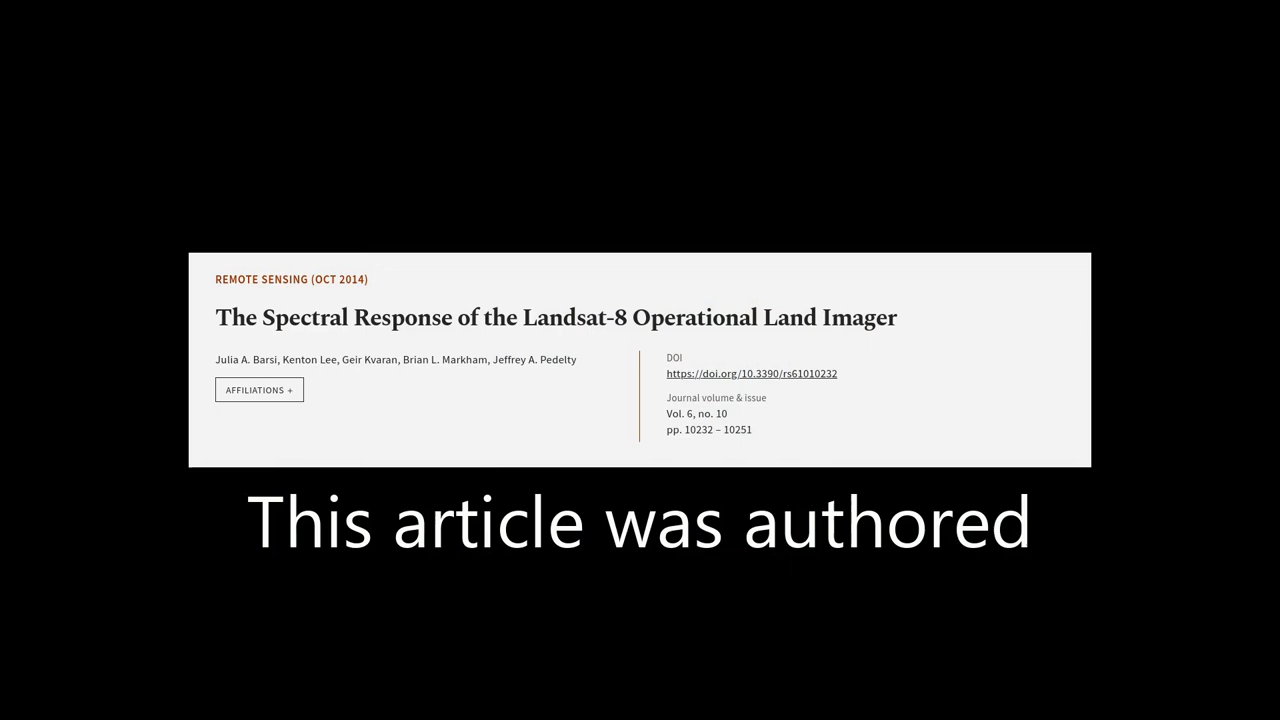 REMOTE SENSING (OCT 2014)
The Spectral Response of the Landsat-8 Operational Land Imager
Julia A. Barsi, Kenton Lee, Geir Kvaran, Brian L. Markham, Jeffrey A. Pedelty
AFFILIATIONS +
DOI
https://doi.org/10.3390/rs61010232
Journal volume & issue
Vol. 6, no. 10
pp. 10232 – 10251
This article was authored